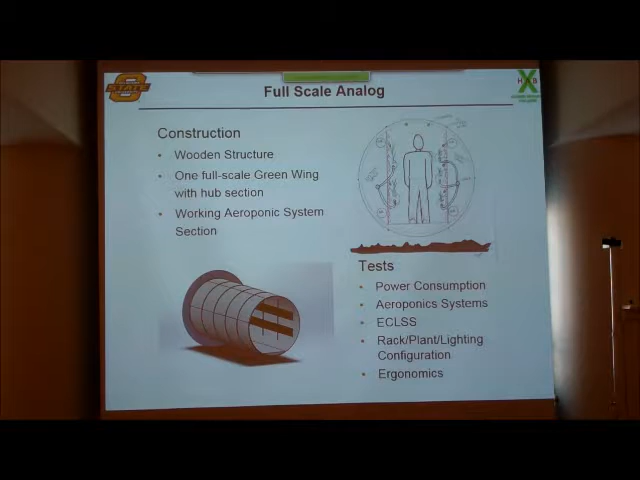 Full Scale Analog
STATE
X
HAB
Construction
• Wooden Structure
• One full-scale Green Wing
with hub section
• Working Aeroponic System
Section
Tests
• Power Consumption
• Aeroponics Systems
• ECLSS
• Rack/Plant/Lighting
Configuration
• Ergonomics